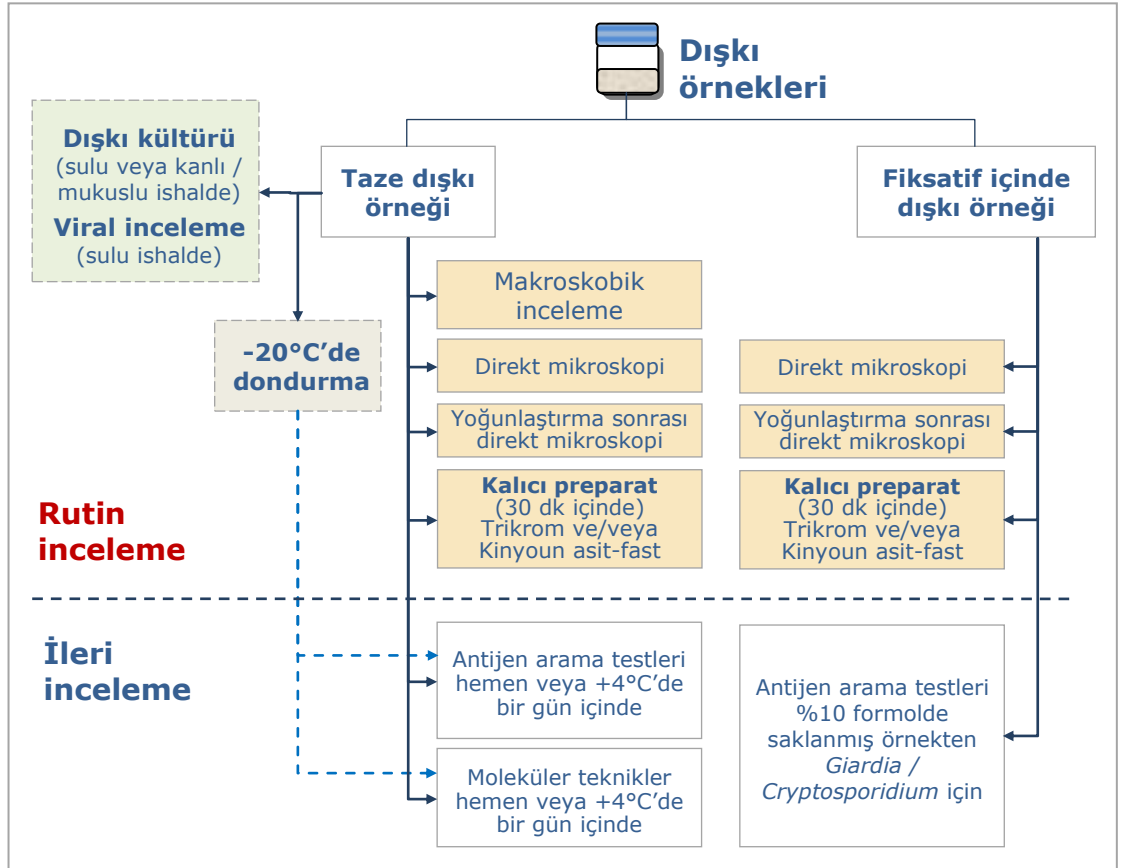 Dışkı
örnekleri
Dışkı kültürü
(sulu veya kanlı /
mukuslu ishalde)
Viral inceleme
(sulu ishalde)
Taze dışkı
örneği
Fiksatif içinde
dışkı örneği
-20°C’de
dondurma
Makroskobik
inceleme
Direkt mikroskopi
Yoğunlaştırma sonrası
direkt mikroskopi
Kalıcı preparat
(30 dk içinde)
Trikrom ve/veya
Kinyoun asit-fast
Direkt mikroskopi
Yoğunlaştırma sonrası
direkt mikroskopi
Kalıcı preparat
(30 dk içinde)
Trikrom ve/veya
Kinyoun asit-fast
Rutin
inceleme
İleri
inceleme
Antijen arama testleri
hemen veya +4°C’de
bir gün içinde
Moleküler teknikler
hemen veya +4°C’de
bir gün içinde
Antijen arama testleri
%10 formolde
saklanmış örnekten
Giardia /
Cryptosporidium için